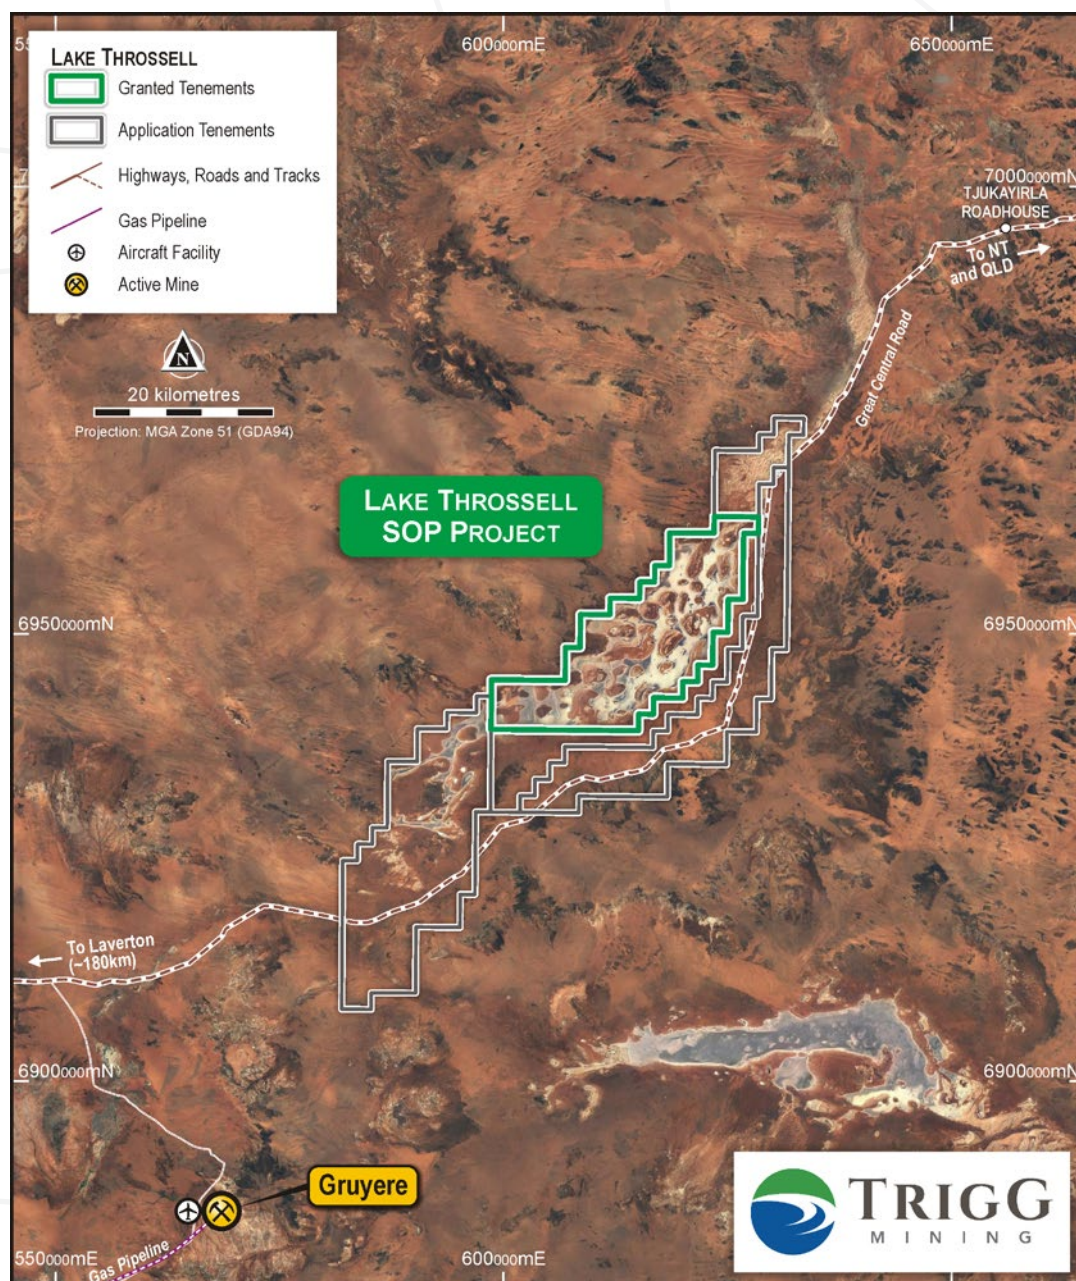 600000mE
650000mE
LAKE THROSSELL
Granted Tenements
Application Tenements
Highways, Roads and Tracks
Gas Pipeline
Aircraft Facility
Active Mine
7000000mN
TJUKAYIRLA
ROADHOUSE
To NT
and QLD
Great Central Road
N
20 kilometres
Projection: MGA Zone 51 (GDA94)
LAKE THROSSELL
SOP PROJECT
6950000mN
6950000mN
To Laverton
(~180km)
6900000mN
6900000mN
Gruyere
Gas Pipeline
550000mE
600000mE
TRIGG
MINING